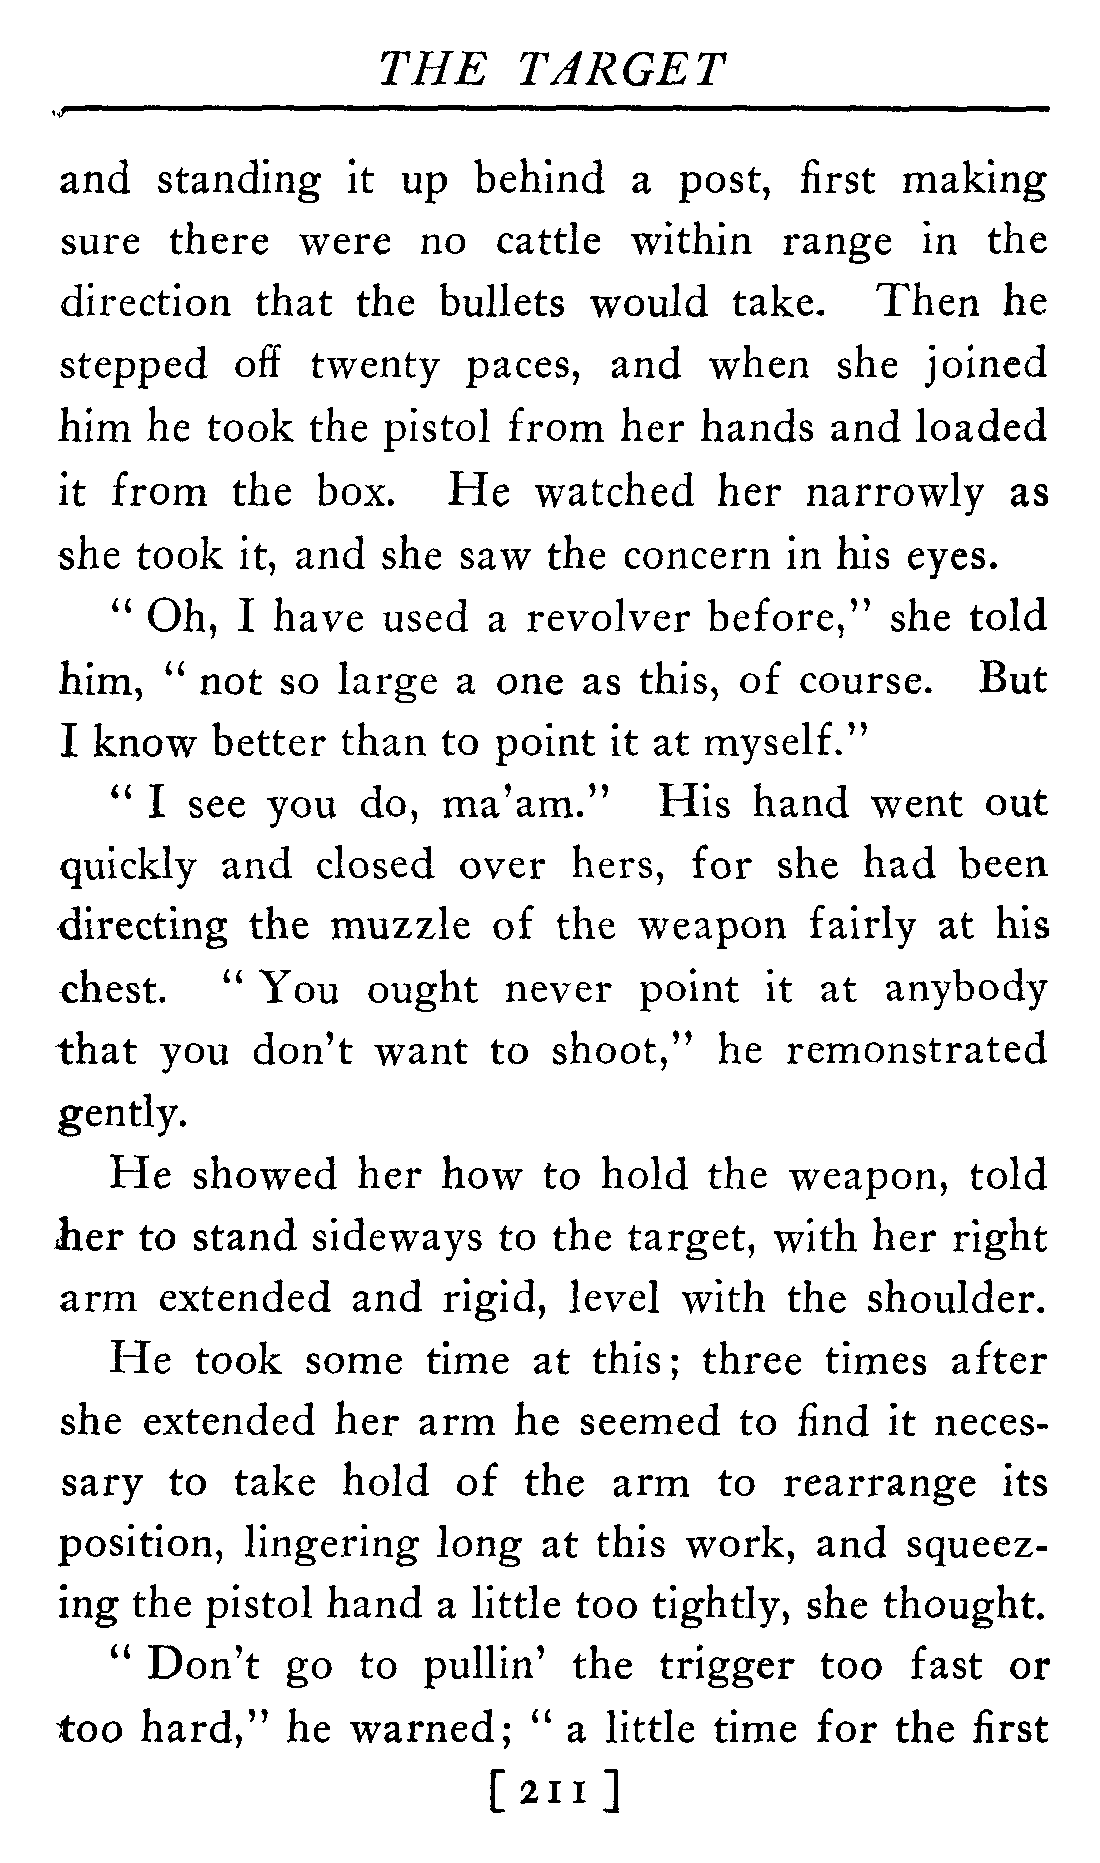 THE TARGET
and standing it up behind a post, first making
sure there were no cattle within range in the
direction that the bullets would take. Then he
stepped off twenty paces, and when she joined
him he took the pistol from her hands and loaded
it from the box. He watched her narrowly as
she took it, and she saw the concern in his eyes.
“ Oh, I have used a revolver before,” she told
him, “ not so large a one as this, of course. But
I know better than to point it at myself.”
“ I see you do, ma’am.” His hand went out
quickly and closed over hers, for she had been
directing the muzzle of the weapon fairly at his
chest. “ You ought never point it at anybody
that you don’t want to shoot,” he remonstrated
gently.
He showed her how to hold the weapon, told
her to stand sideways to the target, with her right
arm extended and rigid, level with the shoulder.
He took some time at this; three times after
she extended her arm he seemed to find it neces-
sary to take hold of the arm to rearrange its
position, lingering long at this work, and squeez-
ing the pistol hand a little too tightly, she thought.
“ Don’t go to pullin’ the trigger too fast or
too hard,” he warned; “ a little time for the first
[ 211 ]